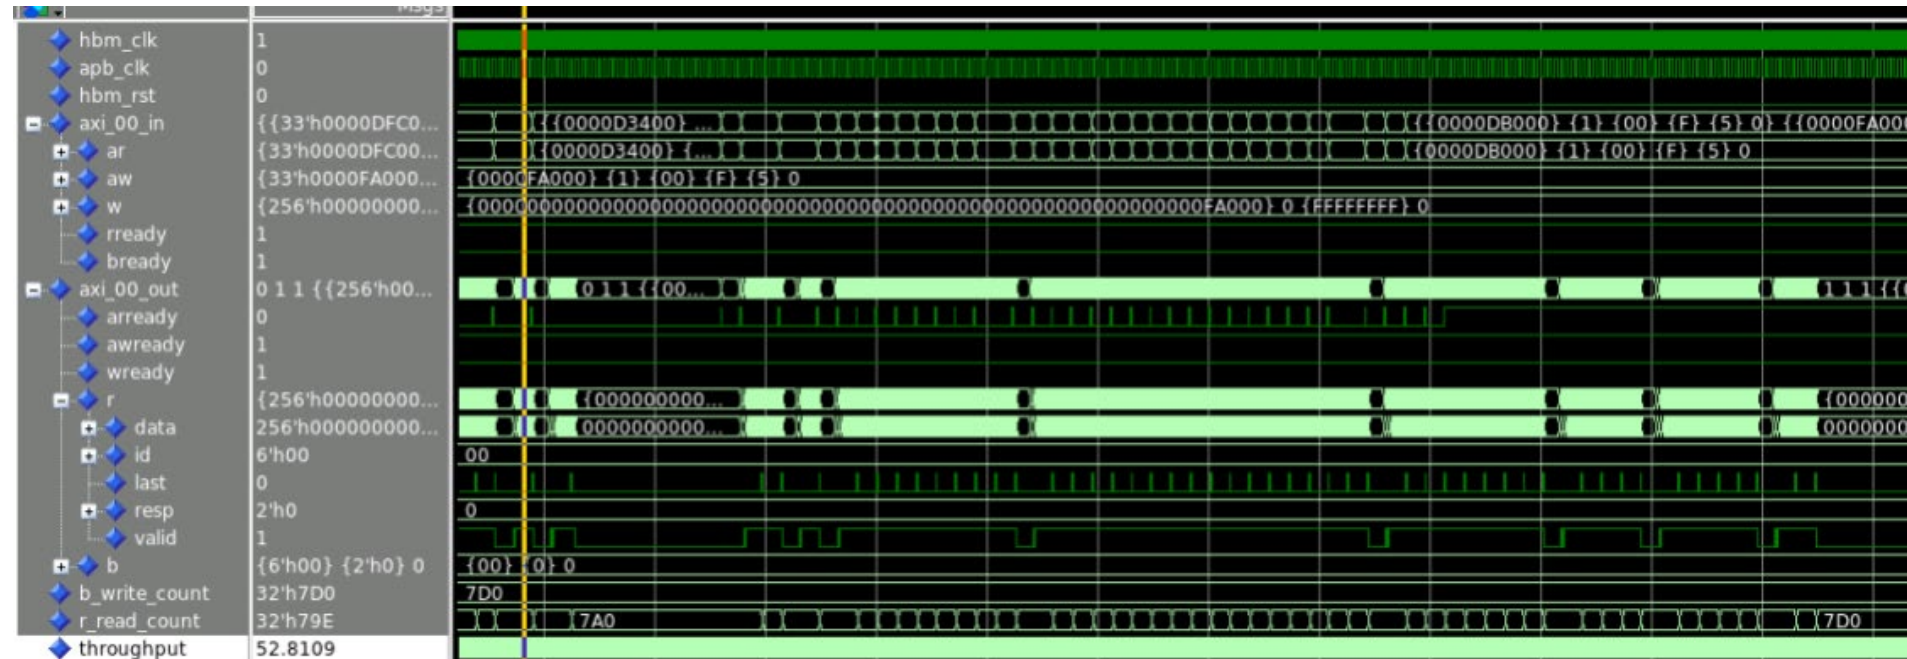 Msgs
hbm_clk 1
apb_clk 0
hbm_rst 0
axi_00_in {{33'h0000DFC0... {{0000D3400} ... {{0000DB000} {1} {00} {F} {5} 0} {{0000FA000
ar {33'h0000DFC00... {0000D3400} {... {0000DB000} {1} {00} {F} {5} 0
aw {33'h0000FA000... {0000FA000} {1} {00} {F} {5} 0
w {256'h00000000... {00000000000000000000000000000000000000000000000000000000000FA000} 0 {FFFFFFFF} 0
rready 1
bready 1
axi_00_out 0 1 1 {{256'h00... 0 1 1 {{00... 1 1 1 {{0
arready 0
awready 1
wready 1
r {256'h000000000... {000000000... {000000
data 256'h000000000... 0000000000... 0000000
id 6'h00 00
last 0
resp 2'h0 0
valid 1
b {6'h00} {2'h0} 0 {00} {0} 0
b_write_count 32'h7D0 7D0
r_read_count 32'h79E 7A0 7D0
throughput 52.8109